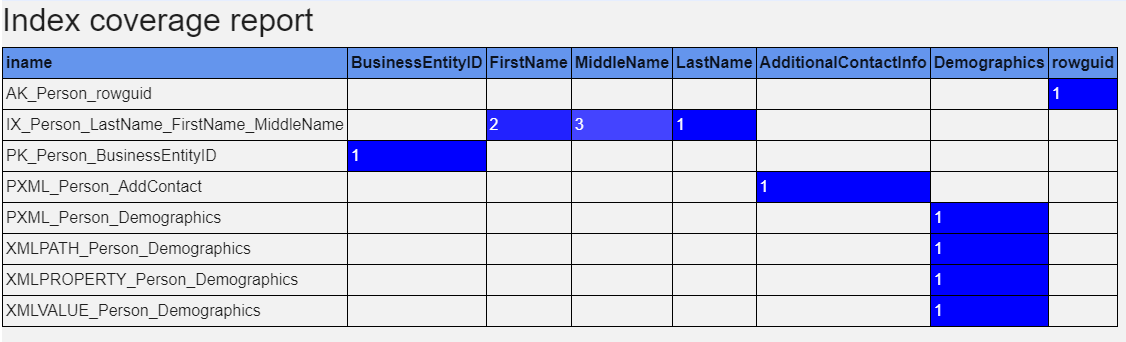 Index coverage report
iname BusinessEntityID FirstName MiddleName LastName AdditionalContactInfo Demographics rowguid
AK_Person_rowguid 1
IX_Person_LastName_FirstName_MiddleName 2 3 1
PK_Person_BusinessEntityID 1
PXML_Person_AddContact 1
PXML_Person_Demographics 1
XMLPATH_Person_Demographics 1
XMLPROPERTY_Person_Demographics 1
XMLVALUE_Person_Demographics 1